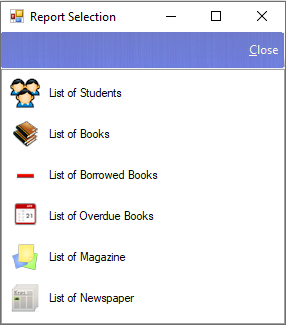 Report Selection
Close
List of Students
List of Books
List of Borrowed Books
List of Overdue Books
21
List of Magazine
List of Newspaper